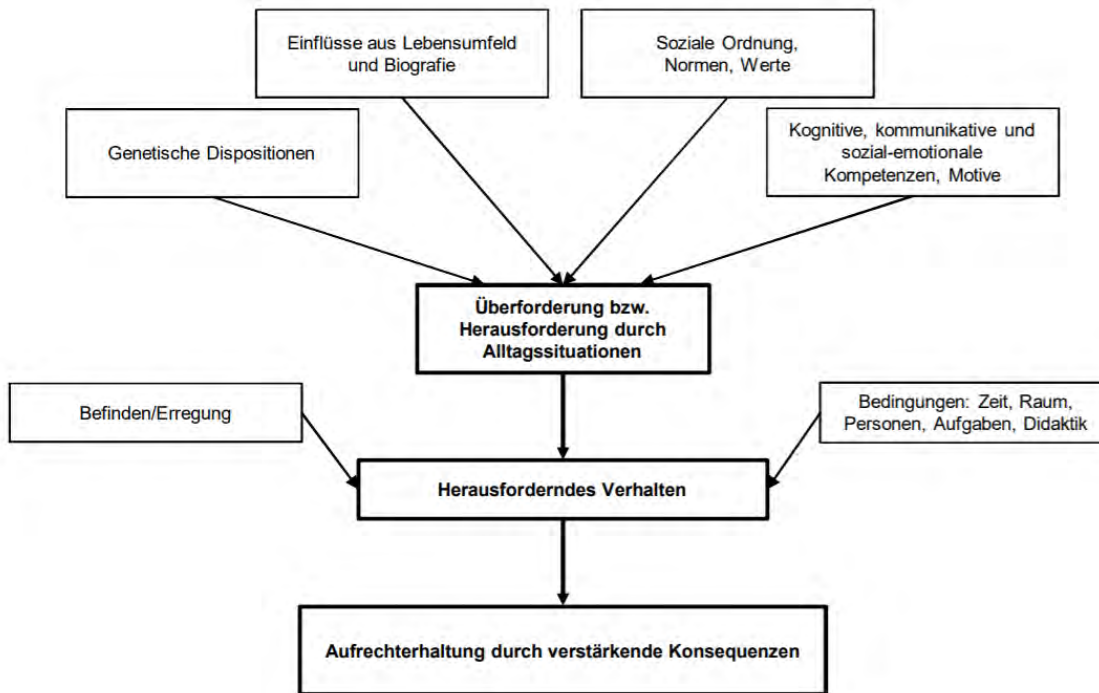 Einflüsse aus Lebensumfeld
und Biografie
Soziale Ordnung,
Normen, Werte
Genetische Dispositionen
Kognitive, kommunikative und
sozial-emotionale
Kompetenzen, Motive
Überforderung bzw.
Herausforderung durch
Alltagssituationen
Befinden/Erregung
Bedingungen: Zeit, Raum,
Personen, Aufgaben, Didaktik
Herausforderndes Verhalten
Aufrechterhaltung durch verstärkende Konsequenzen